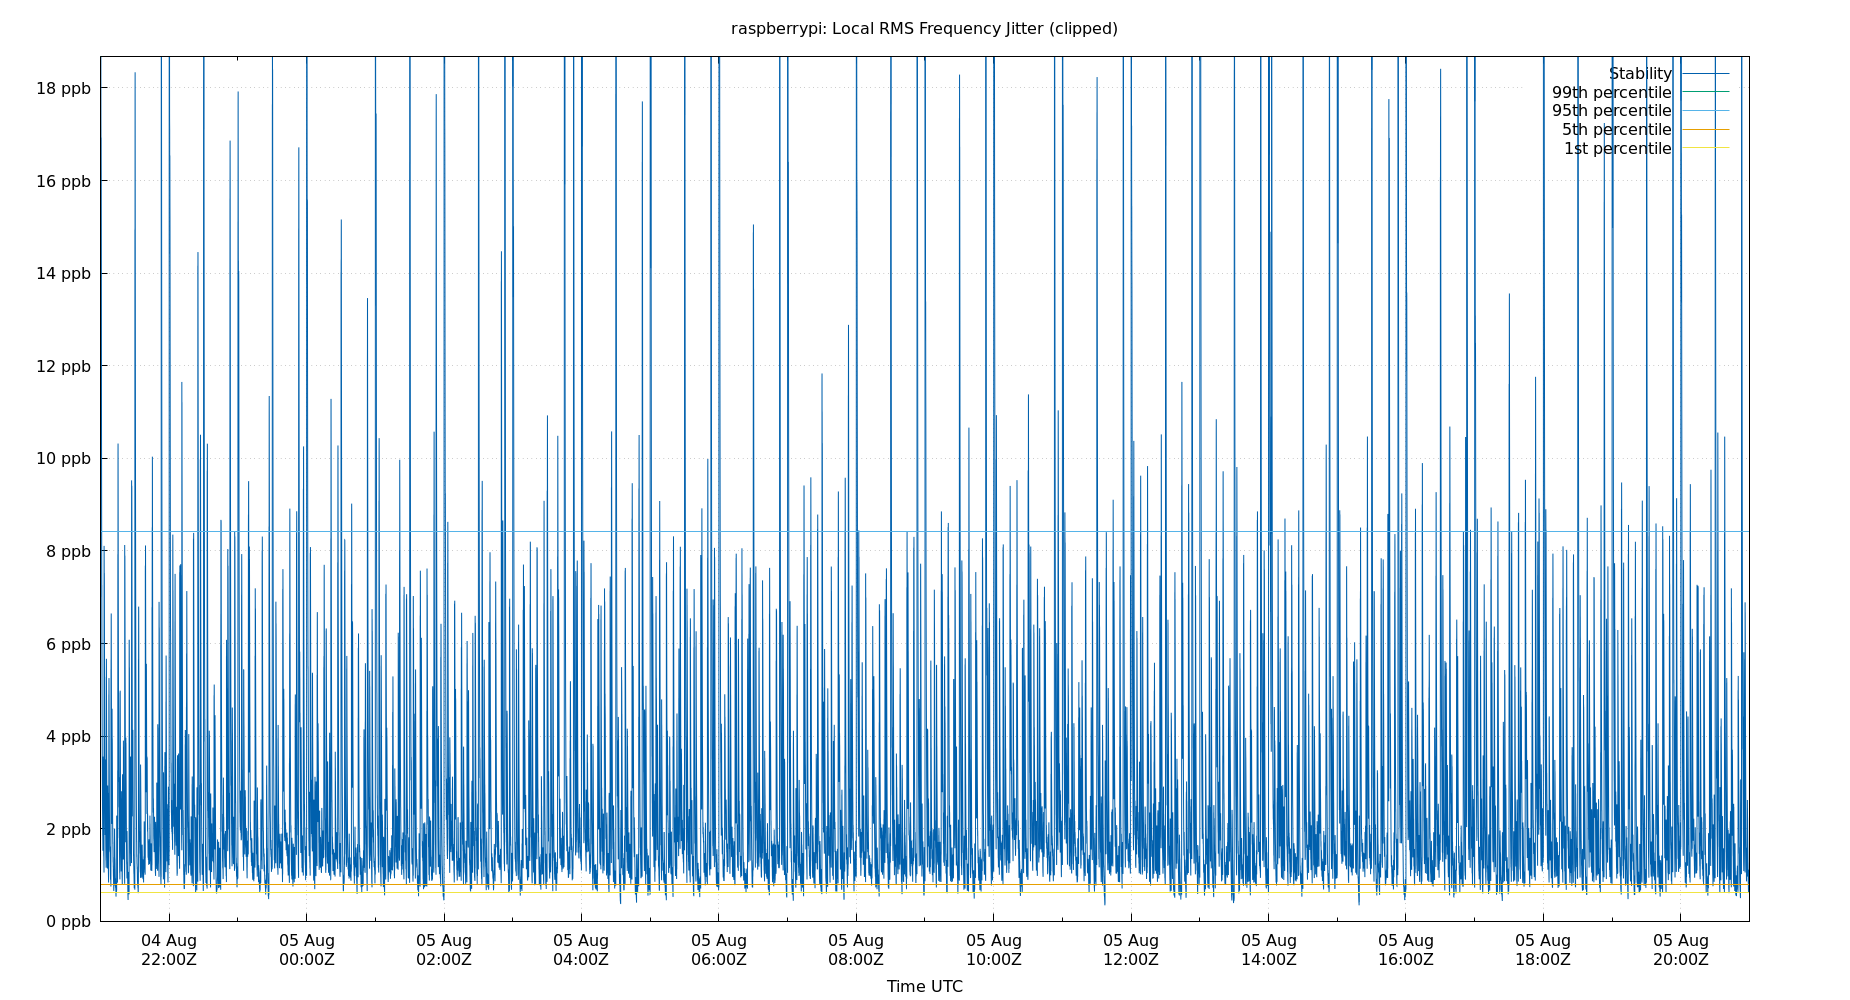 raspberrypi: Local RMS Frequency Jitter (clipped)
Stability
99th percentile
95th percentile
5th percentile
1st percentile
18 ppb
16 ppb
14 ppb
12 ppb
10 ppb
8 ppb
6 ppb
4 ppb
2 ppb
0 ppb
04 Aug 22:00Z
05 Aug 00:00Z
05 Aug 02:00Z
05 Aug 04:00Z
05 Aug 06:00Z
05 Aug 08:00Z
05 Aug 10:00Z
05 Aug 12:00Z
05 Aug 14:00Z
05 Aug 16:00Z
05 Aug 18:00Z
05 Aug 20:00Z
Time UTC